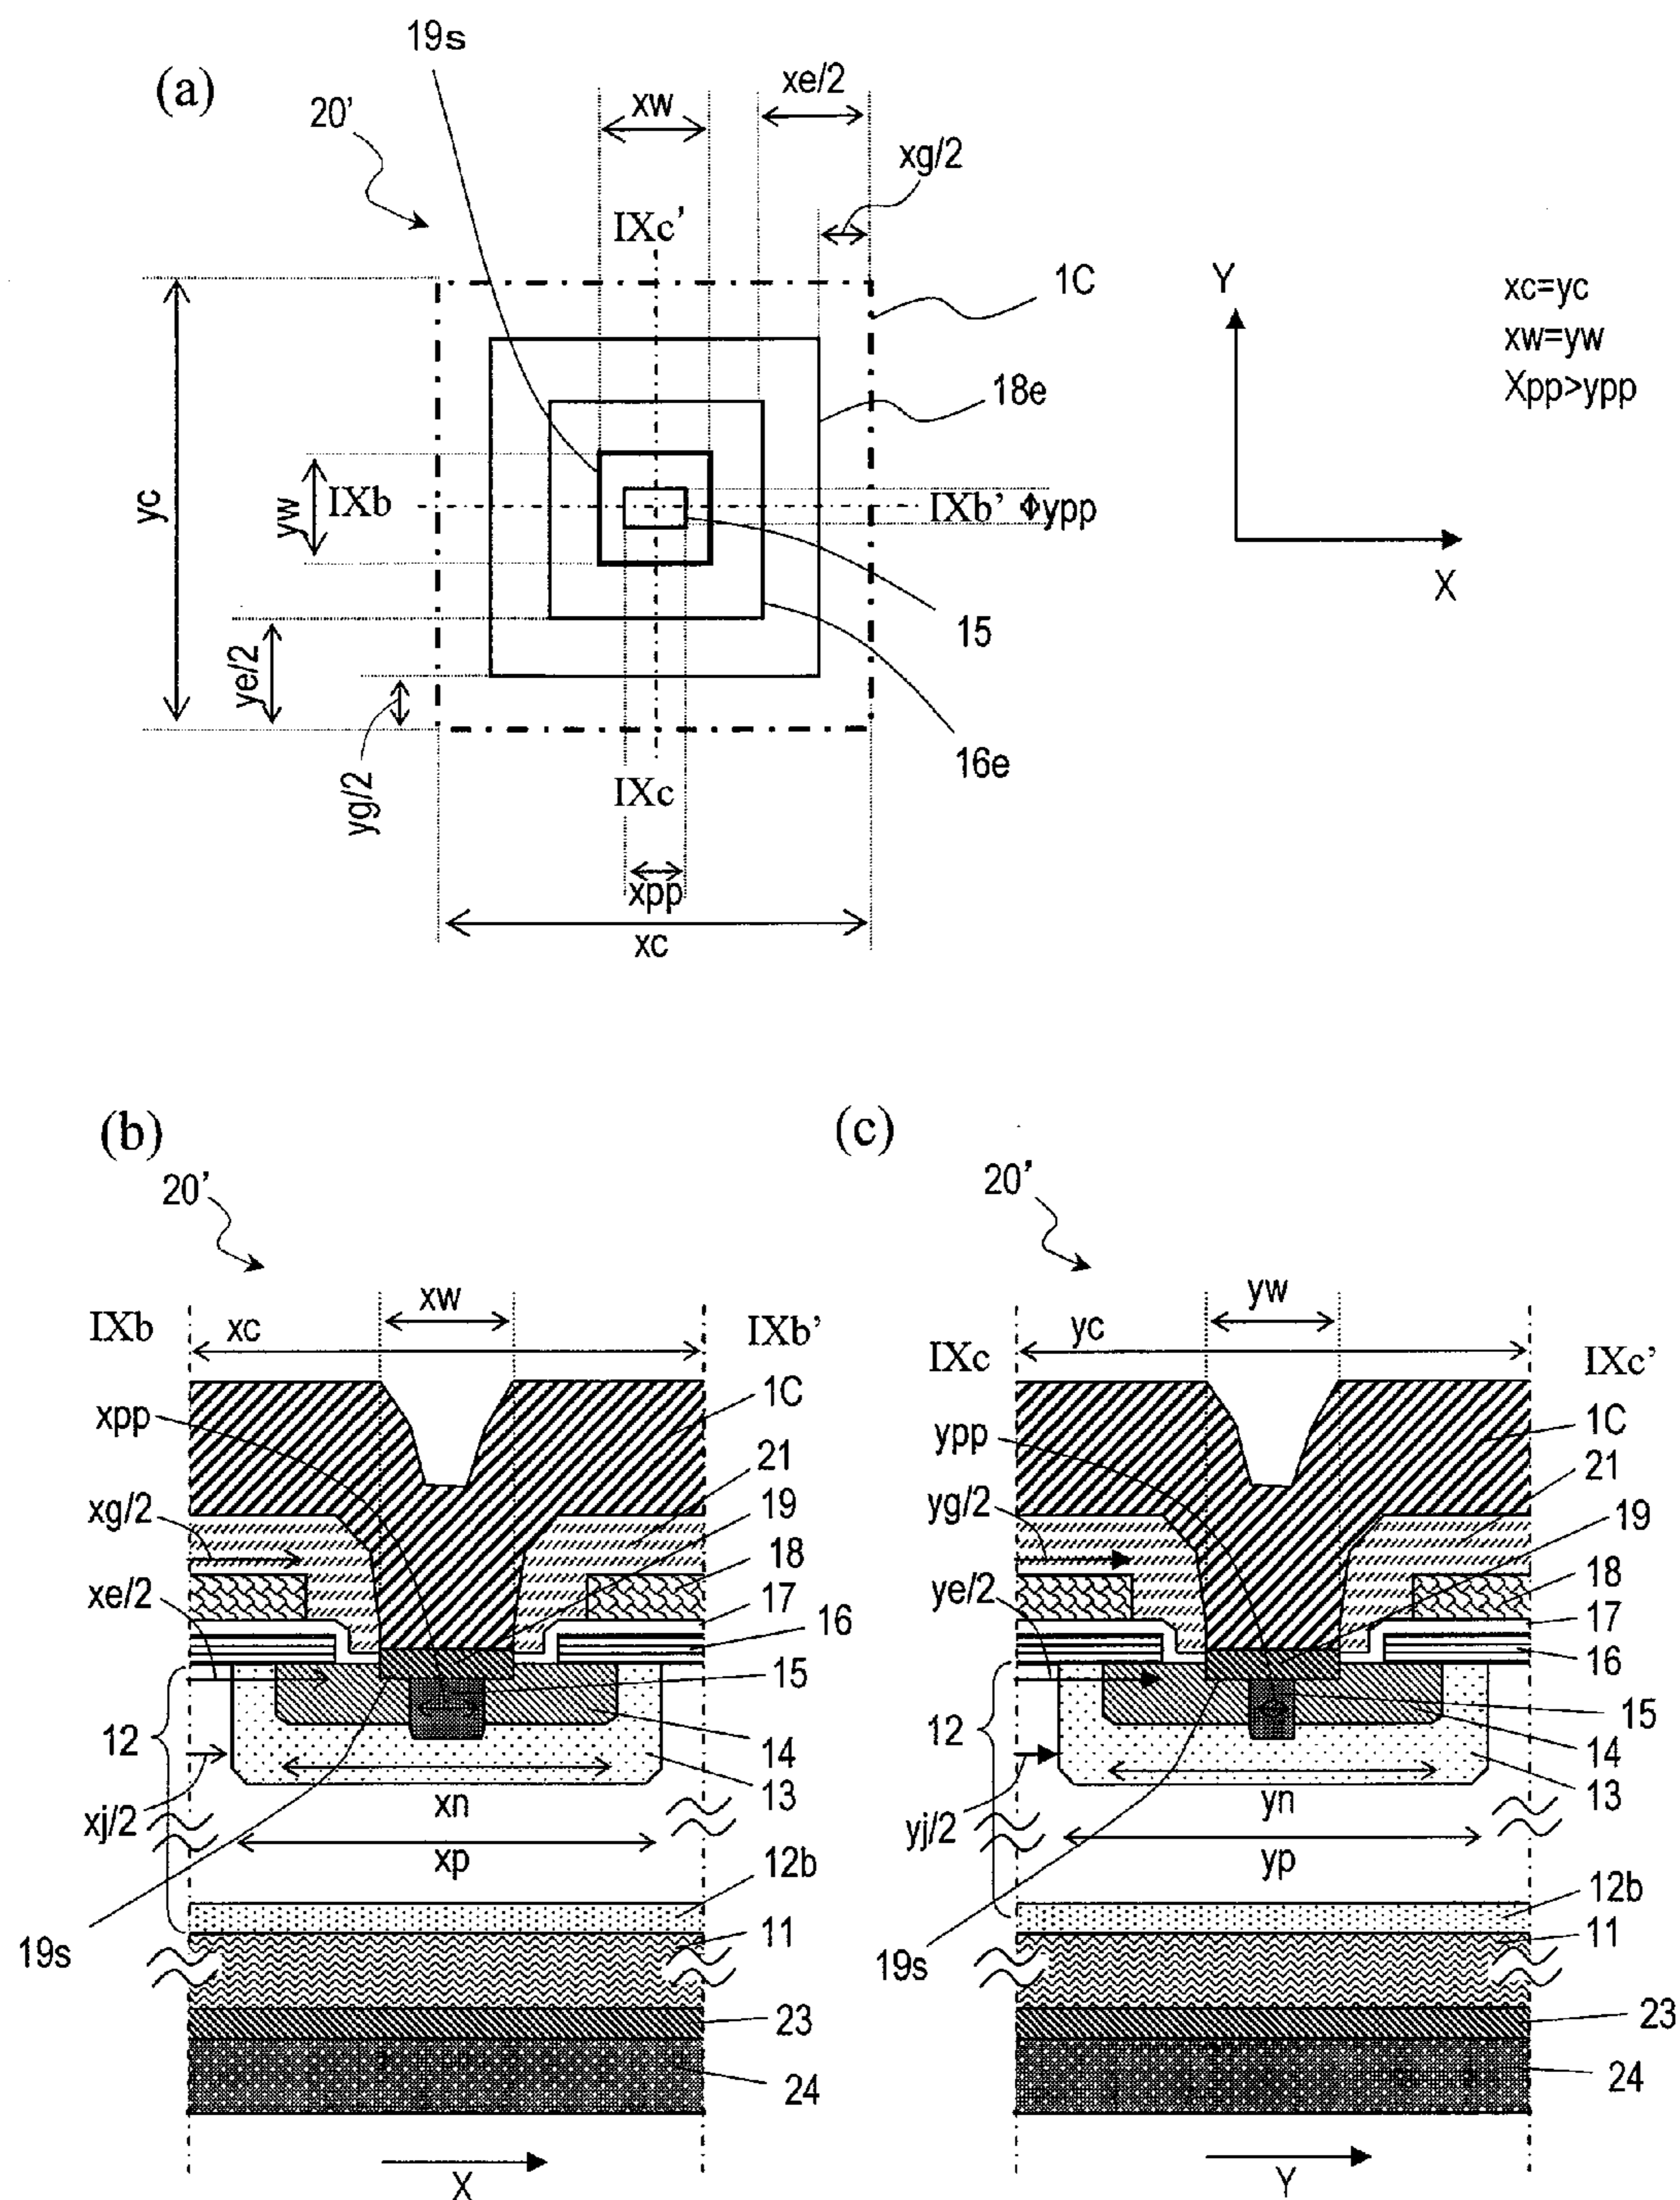 (a)
19s
20'
xw
xe/2
xg/2
IXc'
1C
18e
yc
yw
IXb
IXb'
ypp
15
ye/2
yg/2
16e
IXc
xpp
xc
Y
X
xc=yc
xw=yw
Xpp>ypp
(b)
20'
IXb
xc
xw
IXb'
xpp
1C
21
xg/2
19
18
xe/2
17
16
15
12
14
13
xj/2
xn
xp
12b
19s
11
23
24
X
(c)
20'
IXc
yc
yw
IXc'
ypp
1C
21
yg/2
19
18
ye/2
17
16
15
12
14
13
yj/2
yn
yp
12b
19s
11
23
24
Y